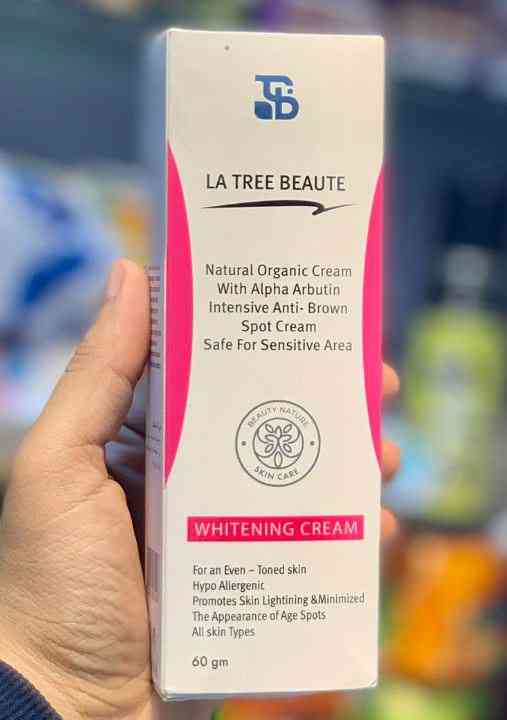 LA TREE BEAUTE
Natural Organic Cream
With Alpha Arbutin
Intensive Anti- Brown
Spot Cream
Safe For Sensitive Area
BEAUTY NATURE
SKIN CARE
WHITENING CREAM
For an Even – Toned skin
Hypo Allergenic
Promotes Skin Lightining &Minimized
The Appearance of Age Spots
All skin Types
60 gm